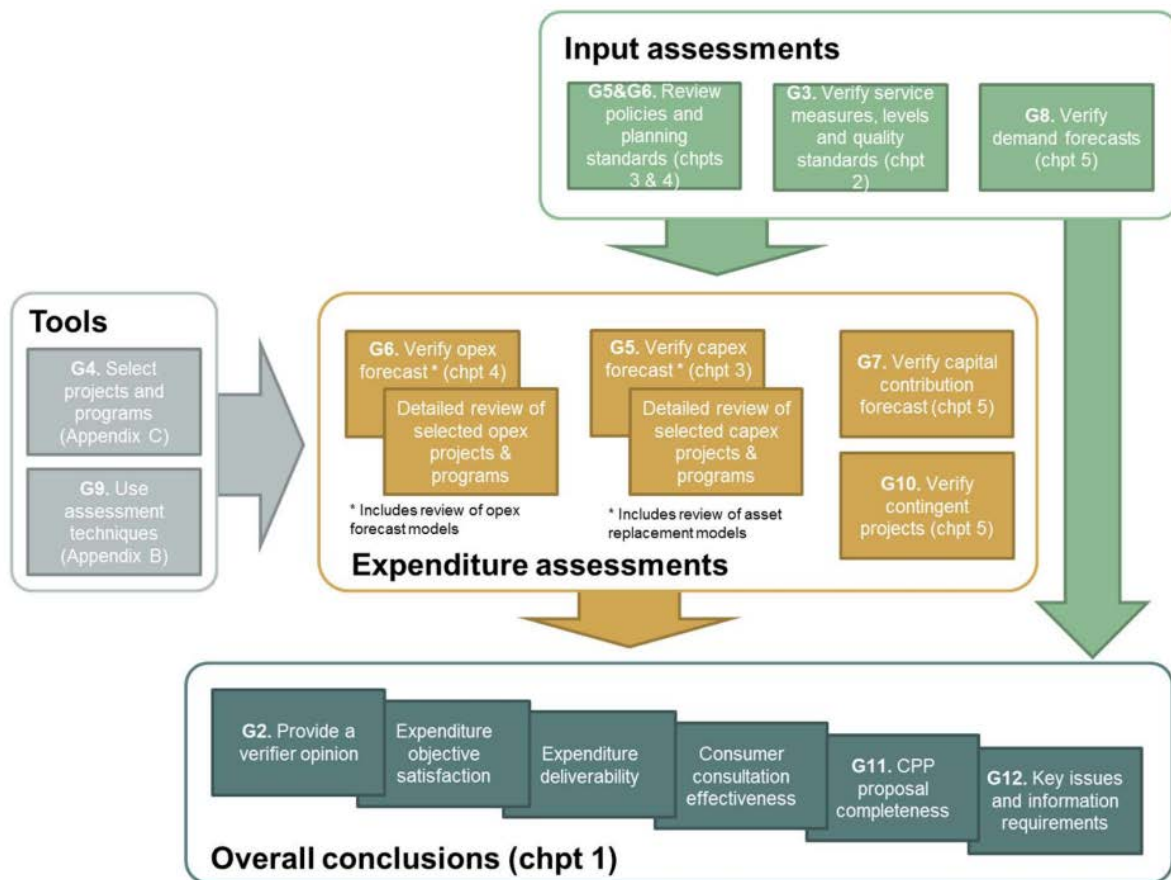 Input assessments
G5&G6. Review
policies and
planning
standards (chpts
3 & 4)
G3. Verify service
measures, levels
and quality
standards (chpt
2)
G8. Verify
demand forecasts
(chpt 5)
Tools
G4. Select
projects and
programs
(Appendix C)
G9. Use
assessment
techniques
(Appendix B)
G6. Verify opex
forecast * (chpt 4)
Detailed review of
selected opex
projects &
programs
* Includes review of opex
forecast models
G5. Verify capex
forecast * (chpt 3)
Detailed review of
selected capex
projects &
programs
* Includes review of asset
replacement models
G7. Verify capital
contribution
forecast (chpt 5)
G10. Verify
contingent
projects (chpt 5)
Expenditure assessments
G2. Provide a
verifier opinion
Expenditure
objective
satisfaction
Expenditure
deliverability
Consumer
consultation
effectiveness
G11. CPP
proposal
completeness
G12. Key issues
and information
requirements
Overall conclusions (chpt 1)